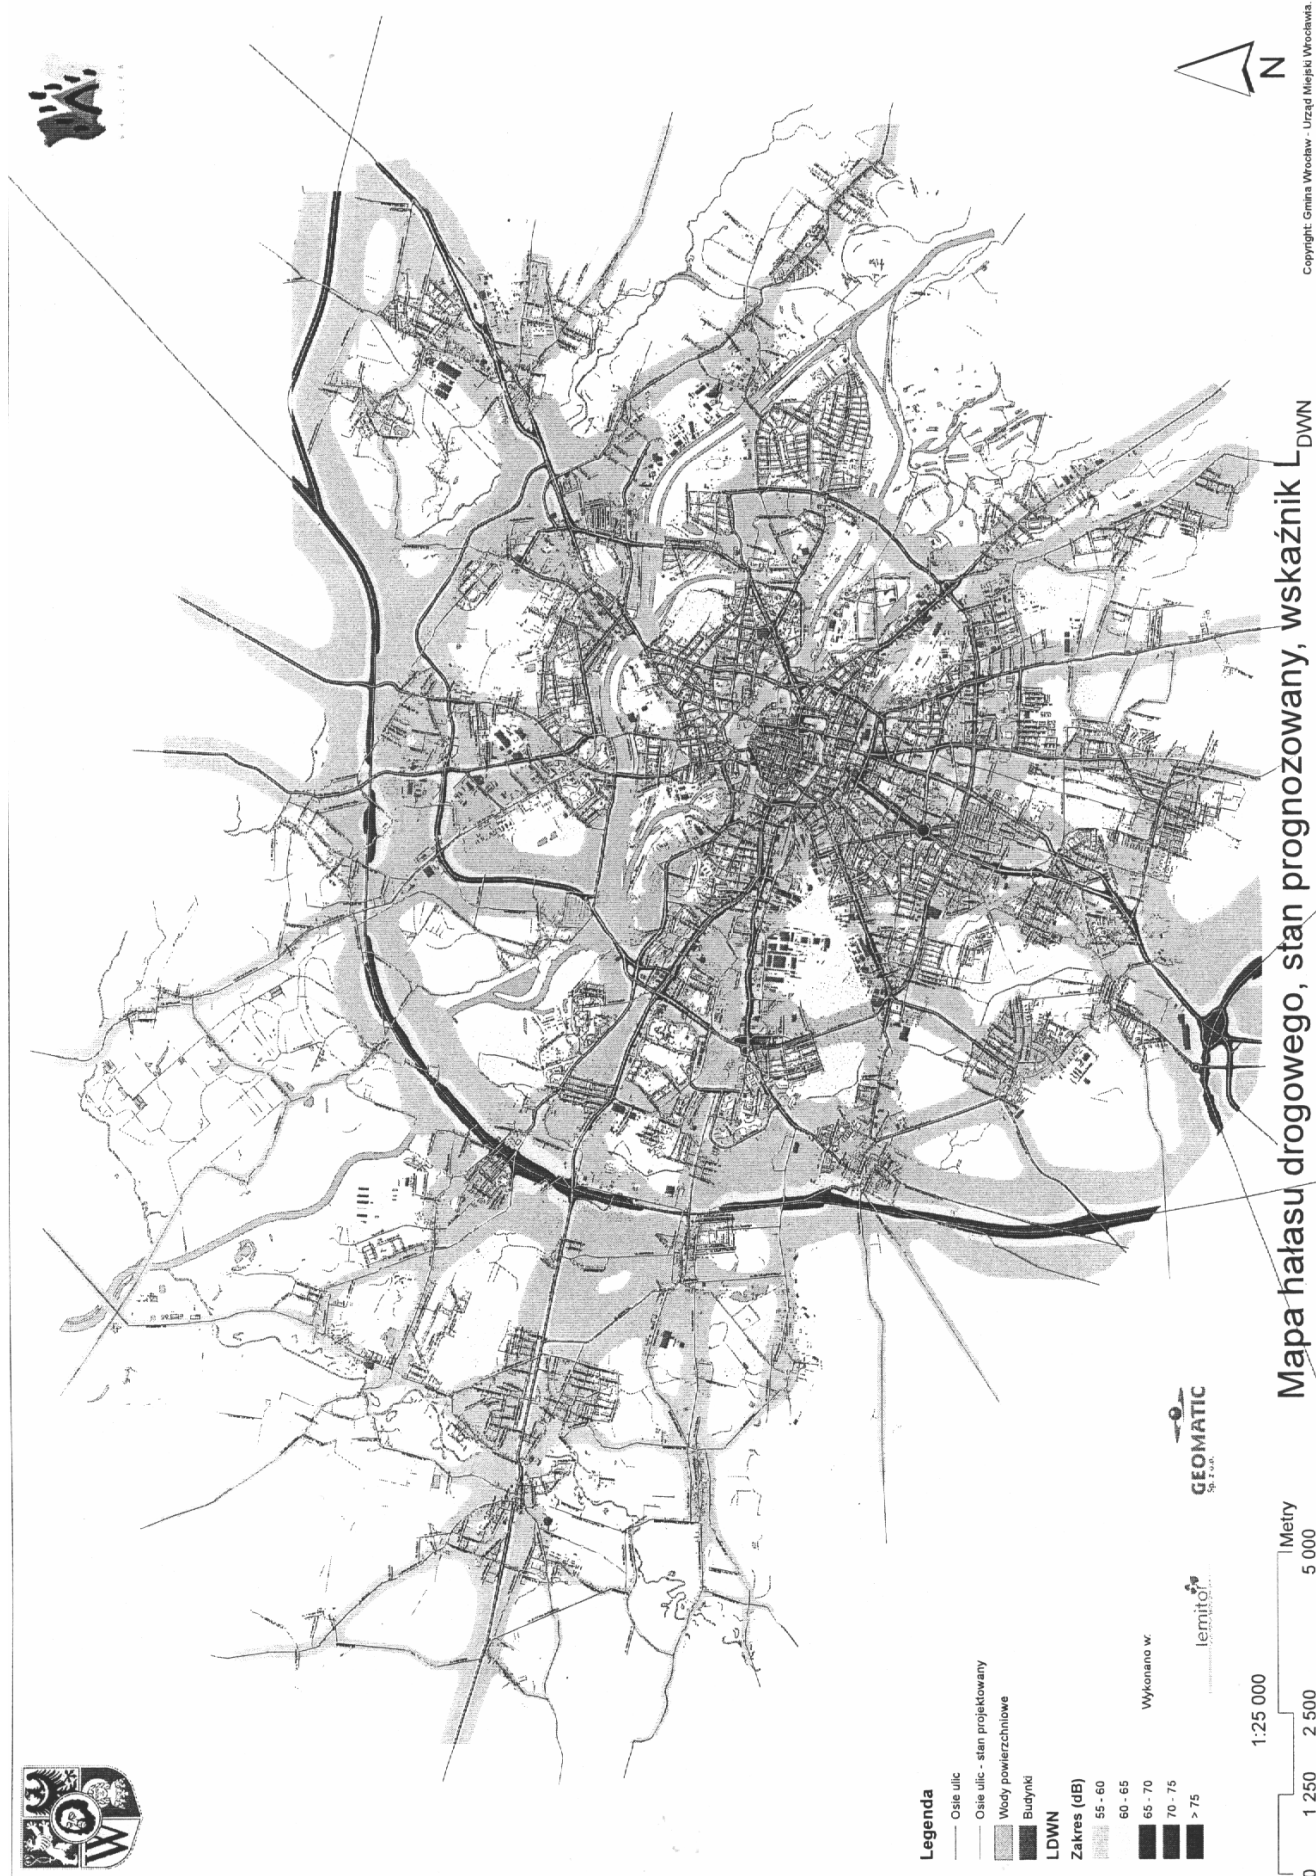 Legenda
Osie ulic
Osie ulic - stan projektowany
Wody powierzchniowe
Budynki
LDWN
Zakres (dB)
55 - 60
60 - 65
65 - 70
70 - 75
> 75
Wykonano w:
lemitor
GEOMATIC
Sp. z o.o.
1:25 000
0 1 250 2 500 5 000
Metry
Mapa hałasu drogowego, stan prognozowany, wskaźnik L DWN
N
Copyright: Gmina Wrocław - Urząd Miejski Wrocławia.
W